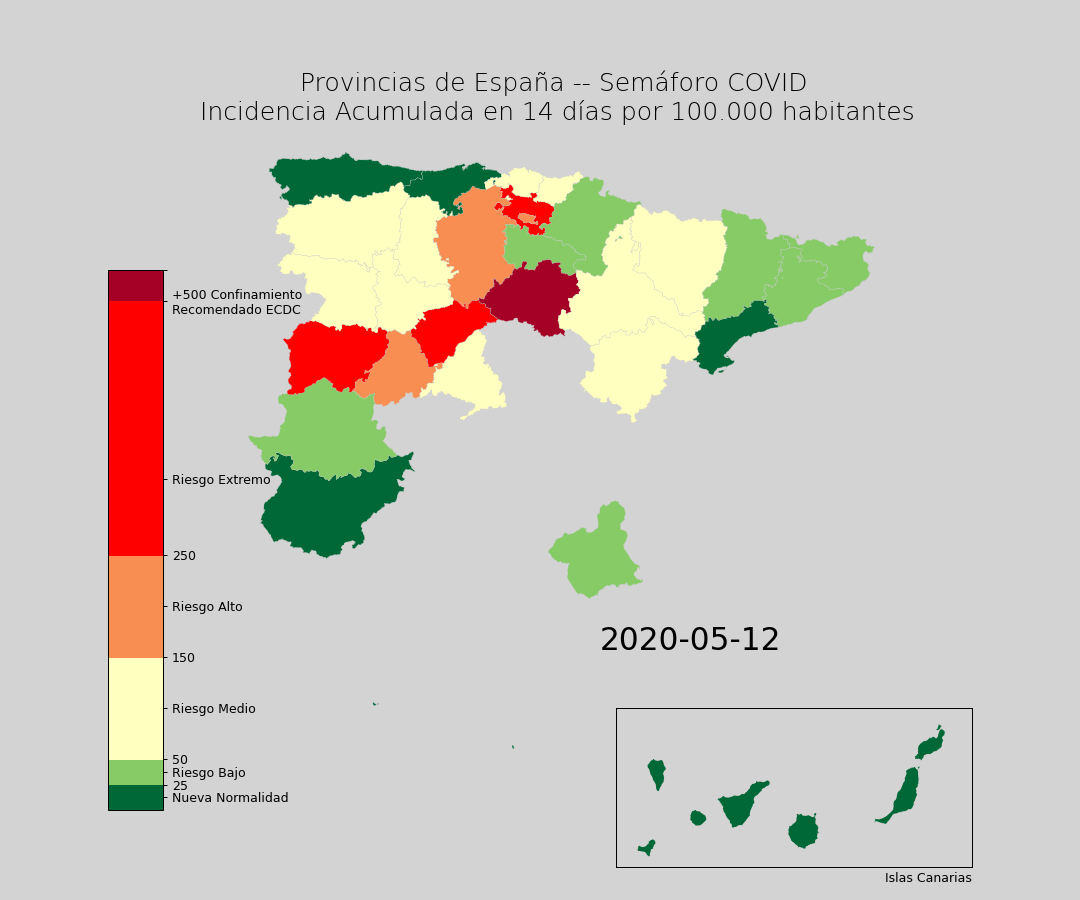 Provincias de España -- Semáforo COVID
Incidencia Acumulada en 14 días por 100.000 habitantes
+500 Confinamiento
Recomendado ECDC
Riesgo Extremo
250
Riesgo Alto
150
Riesgo Medio
50
Riesgo Bajo
25
Nueva Normalidad
2020-05-12
Islas Canarias